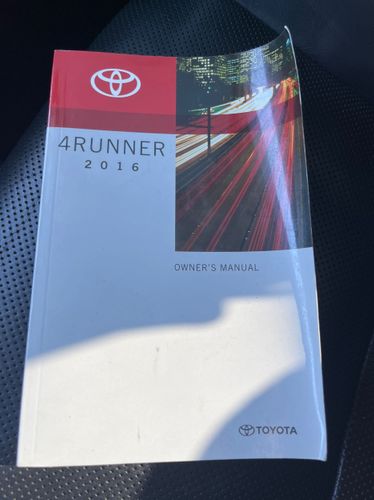 4RUNNER
2016
OWNER'S MANUAL
TOYOTA